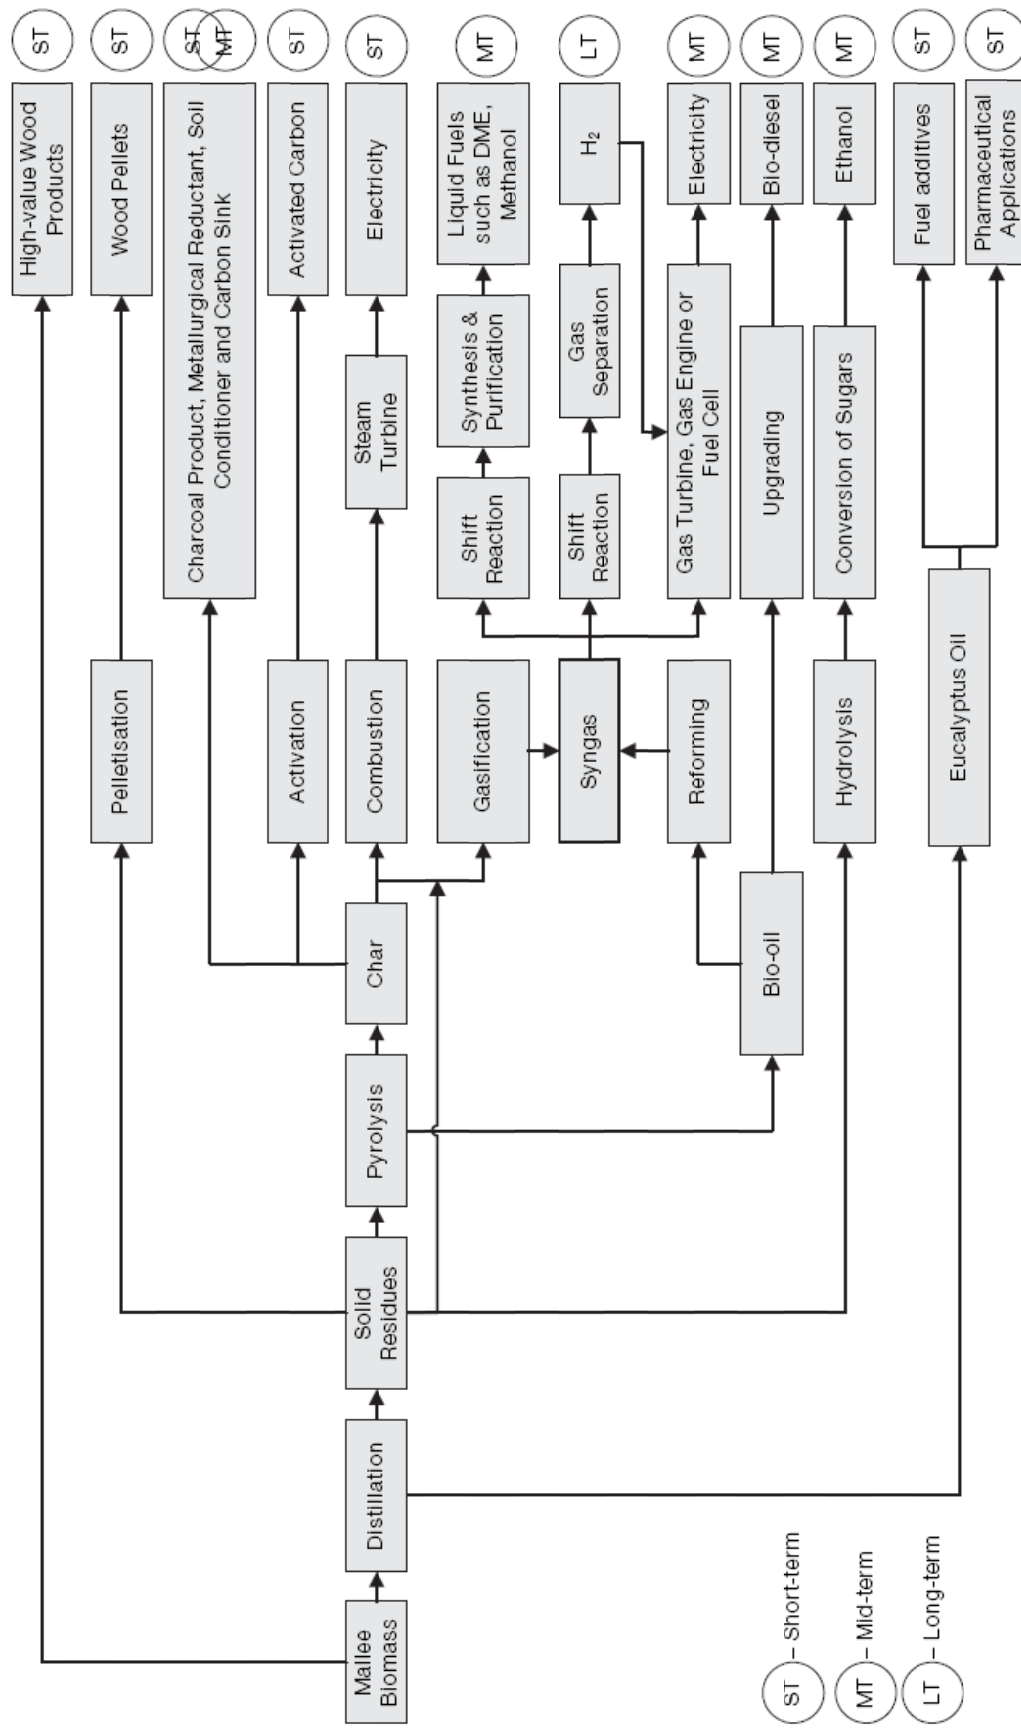 High-value Wood
Products
ST
Pelletisation
Wood Pellets
ST
Charcoal Product, Metallurgical Reductant, Soil
Conditioner and Carbon Sink
ST
MT
Activation
Activated Carbon
ST
Mallee
Biomass
Distillation
Solid
Residues
Pyrolysis
Char
Combustion
Steam
Turbine
Electricity
ST
Gasification
Shift
Reaction
Synthesis &
Purification
Liquid Fuels
such as DME,
Methanol
MT
Syngas
Shift
Reaction
Gas
Separation
H₂
LT
Reforming
Gas Turbine, Gas Engine or
Fuel Cell
Electricity
MT
Bio-oil
Upgrading
Bio-diesel
MT
Hydrolysis
Conversion of Sugars
Ethanol
MT
Eucalyptus Oil
Fuel additives
ST
Pharmaceutical
Applications
ST
ST – Short-term
MT – Mid-term
LT – Long-term